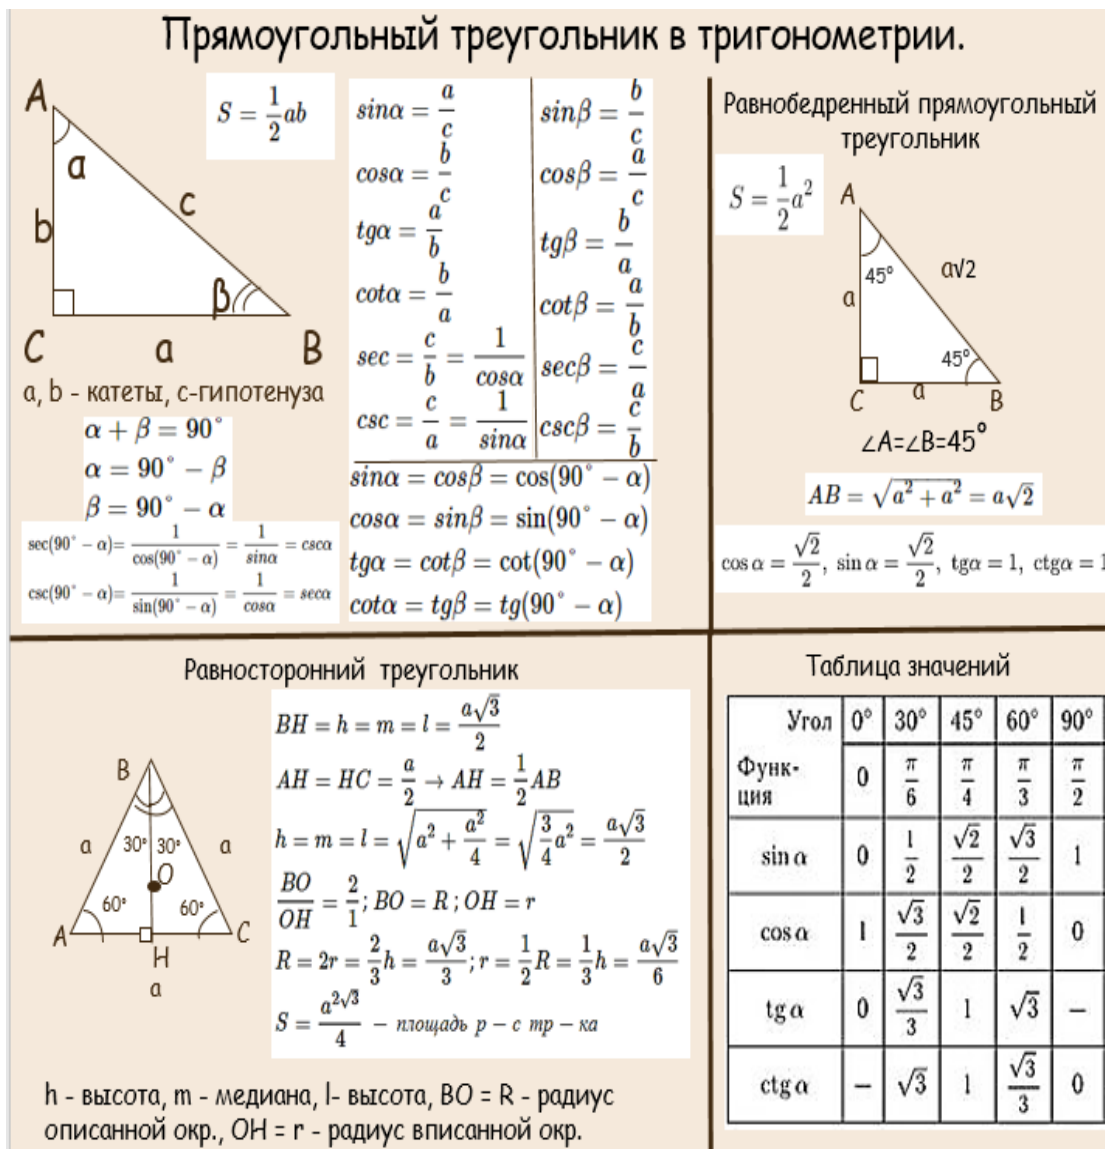 Прямоугольный треугольник в тригонометрии.
A
a
b
c
β
C
a
B
S = 1/2 ab
a, b - катеты, c-гипотенуза
α + β = 90°
α = 90° − β
β = 90° − α
sec(90° − α)= 1/cos(90° − α) = 1/sinα = cscα
csc(90° − α)= 1/sin(90° − α) = 1/cosα = secα
sinα = a/c
cosα = b/c
tgα = a/b
cotα = b/a
sec = c/b = 1/cosα
csc = c/a = 1/sinα
sinβ = b/c
cosβ = a/c
tgβ = b/a
cotβ = a/b
secβ = c/a
cscβ = c/b
sinα = cosβ = cos(90° − α)
cosα = sinβ = sin(90° − α)
tgα = cotβ = cot(90° − α)
cotα = tgβ = tg(90° − α)
Равнобедренный прямоугольный
треугольник
S = 1/2 a²
A
45°
a√2
a
45°
C
a
B
∠A=∠B=45°
AB = √(a² + a²) = a√2
cos α = √2/2, sin α = √2/2, tgα = 1, ctgα = 1
Равносторонний треугольник
B
a
30°
30°
a
O
60°
60°
A
C
H
a
BH = h = m = l = a√3/2
AH = HC = a/2 → AH = 1/2 AB
h = m = l = √(a² + a²/4) = √(3/4 a²) = a√3/2
BO/OH = 2/1; BO = R ; OH = r
R = 2r = 2/3 h = a√3/3; r = 1/2 R = 1/3 h = a√3/6
S = a^(2√3)/4 − площадь р − с тр − ка
h - высота, m - медиана, l- высота, BO = R - радиус
описанной окр., OH = r - радиус вписанной окр.
Таблица значений
Угол 0° 30° 45° 60° 90°
Функ-
ция 0 π/6 π/4 π/3 π/2
sin α 0 1/2 √2/2 √3/2 1
cos α 1 √3/2 √2/2 1/2 0
tg α 0 √3/3 1 √3 −
ctg α − √3 1 √3/3 0